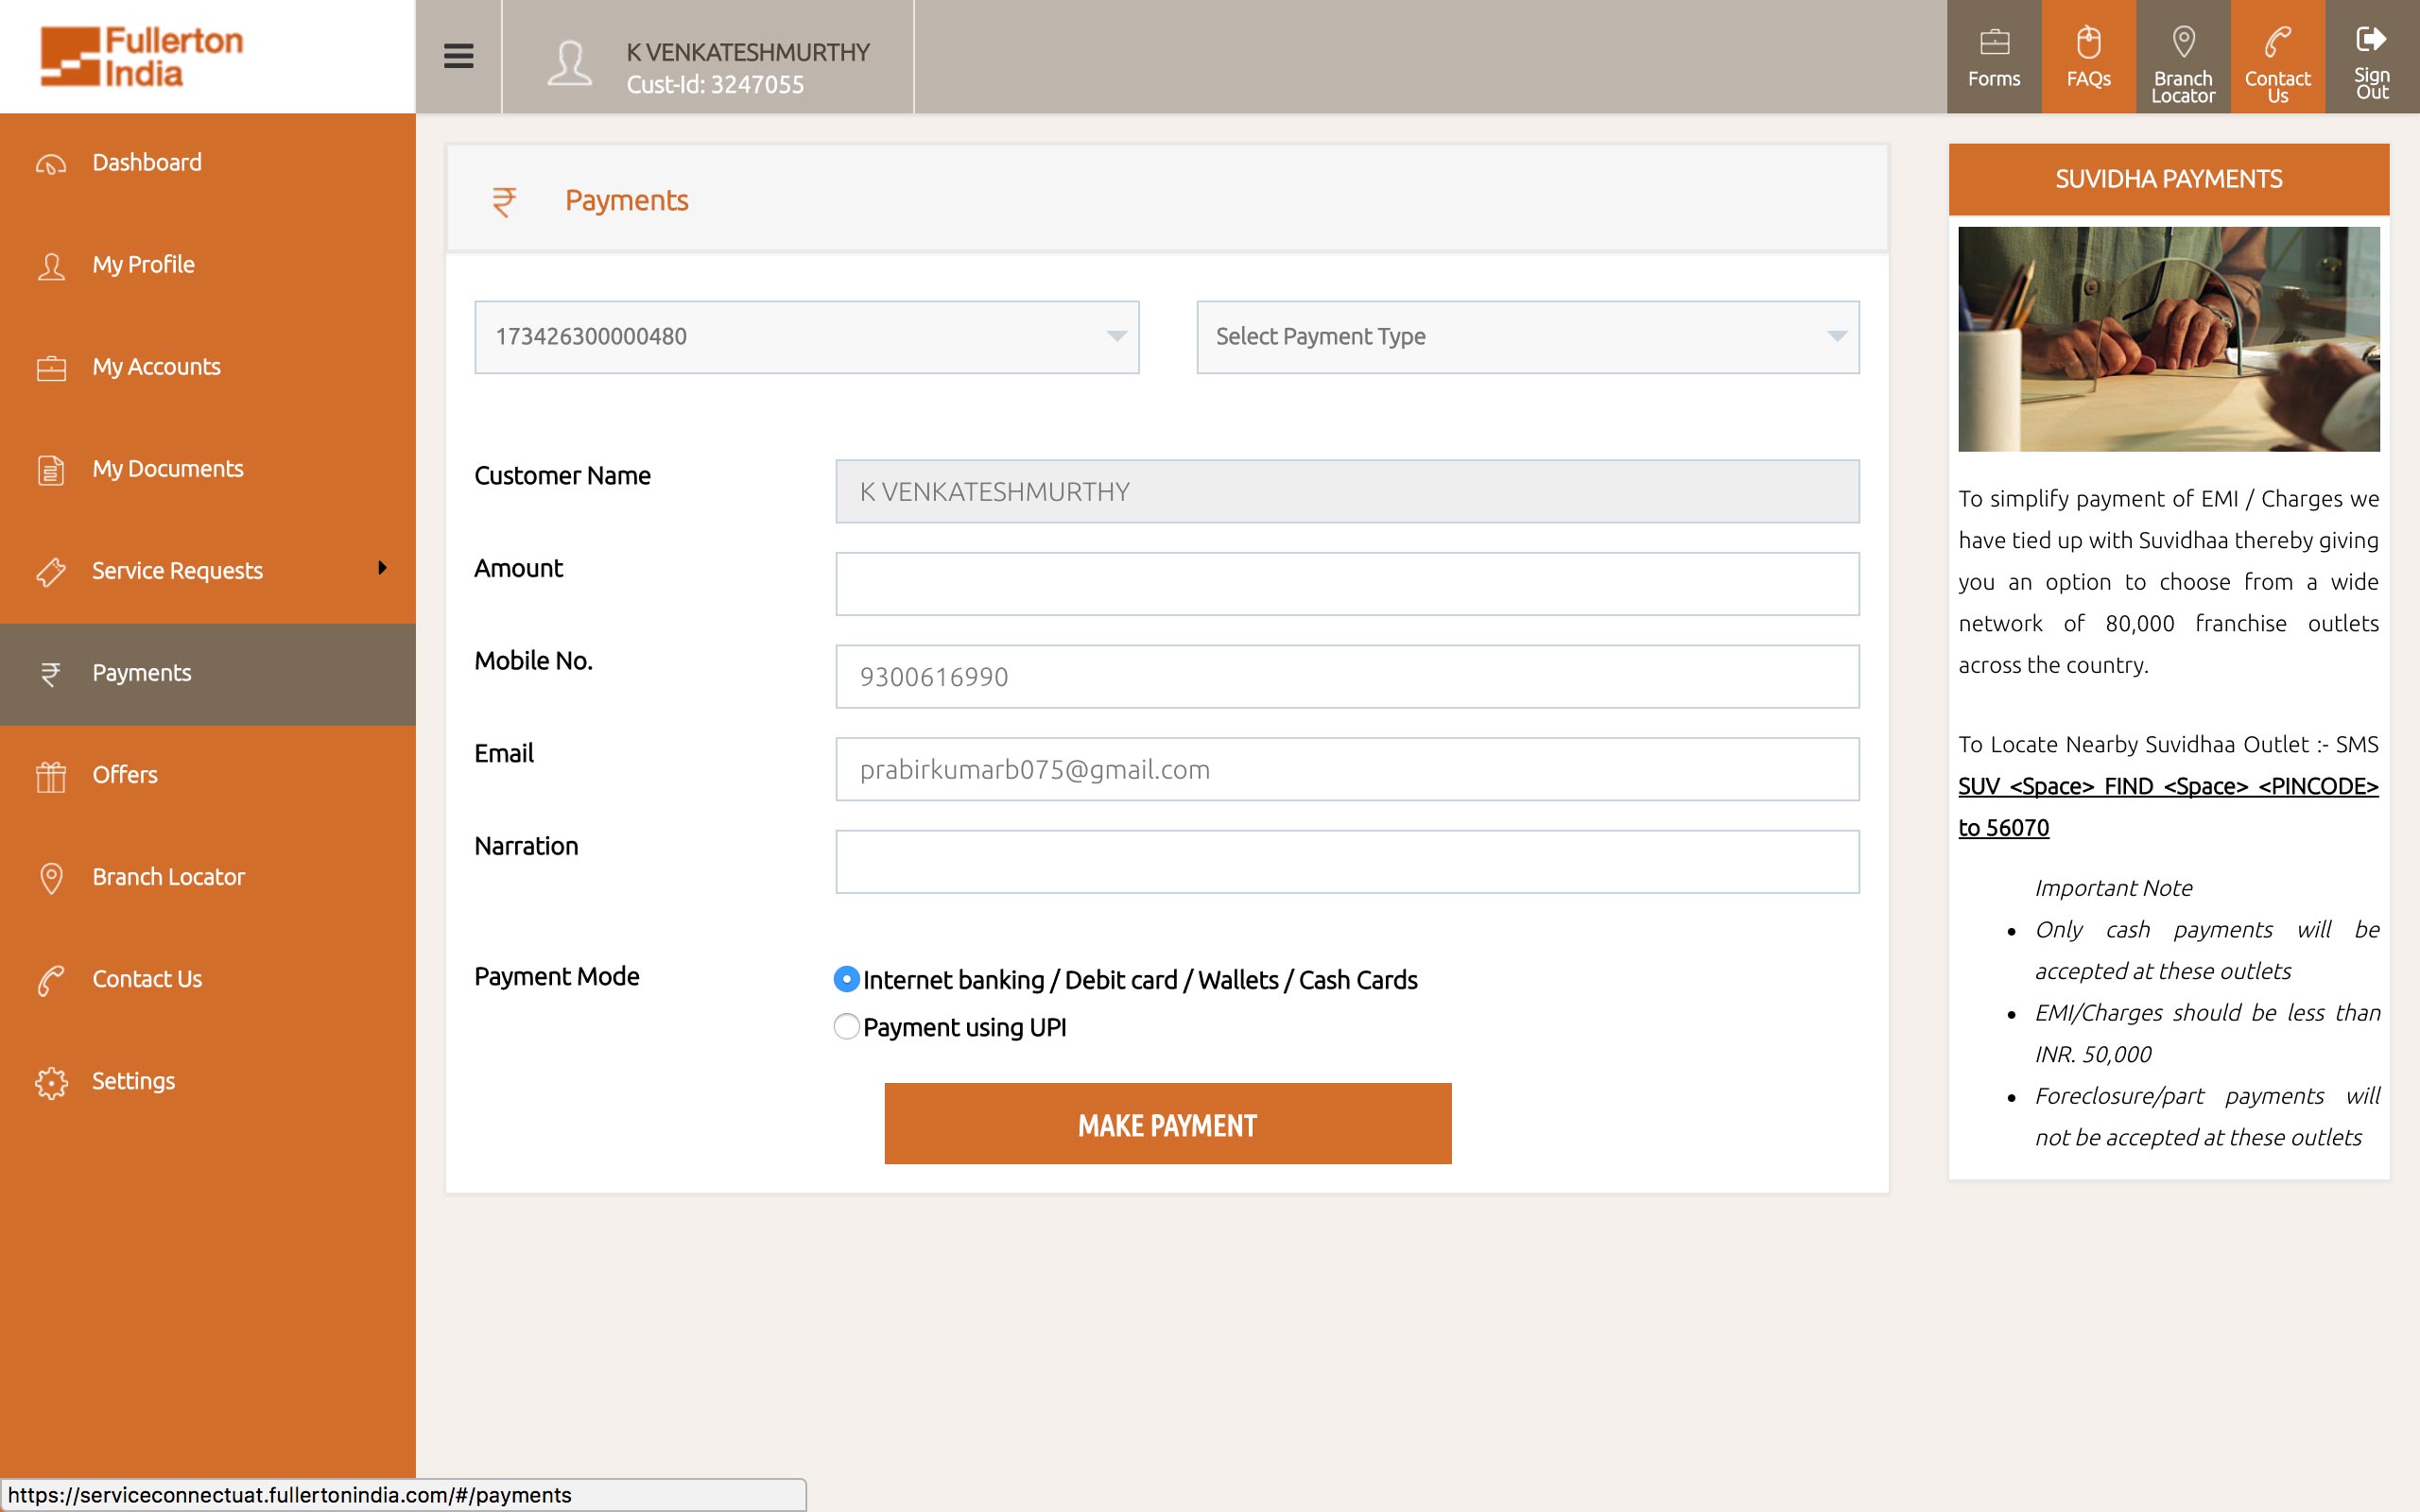 Fullerton
India
K VENKATESHMURTHY
Cust-Id: 3247055
Forms
FAQs
Branch
Locator
Contact
Us
Sign
Out
Dashboard
My Profile
My Accounts
My Documents
Service Requests
Payments
Offers
Branch Locator
Contact Us
Settings
Payments
173426300000480
Select Payment Type
Customer Name
K VENKATESHMURTHY
Amount
Mobile No.
9300616990
Email
prabirkumarb075@gmail.com
Narration
Payment Mode
Internet banking / Debit card / Wallets / Cash Cards
Payment using UPI
MAKE PAYMENT
SUVIDHA PAYMENTS
To simplify payment of EMI / Charges we
have tied up with Suvidhaa thereby giving
you an option to choose from a wide
network of 80,000 franchise outlets
across the country.
To Locate Nearby Suvidhaa Outlet :- SMS
SUV <Space> FIND <Space> <PINCODE>
to 56070
Important Note
Only cash payments will be
accepted at these outlets
EMI/Charges should be less than
INR. 50,000
Foreclosure/part payments will
not be accepted at these outlets
https://serviceconnectuat.fullertonindia.com/#/payments